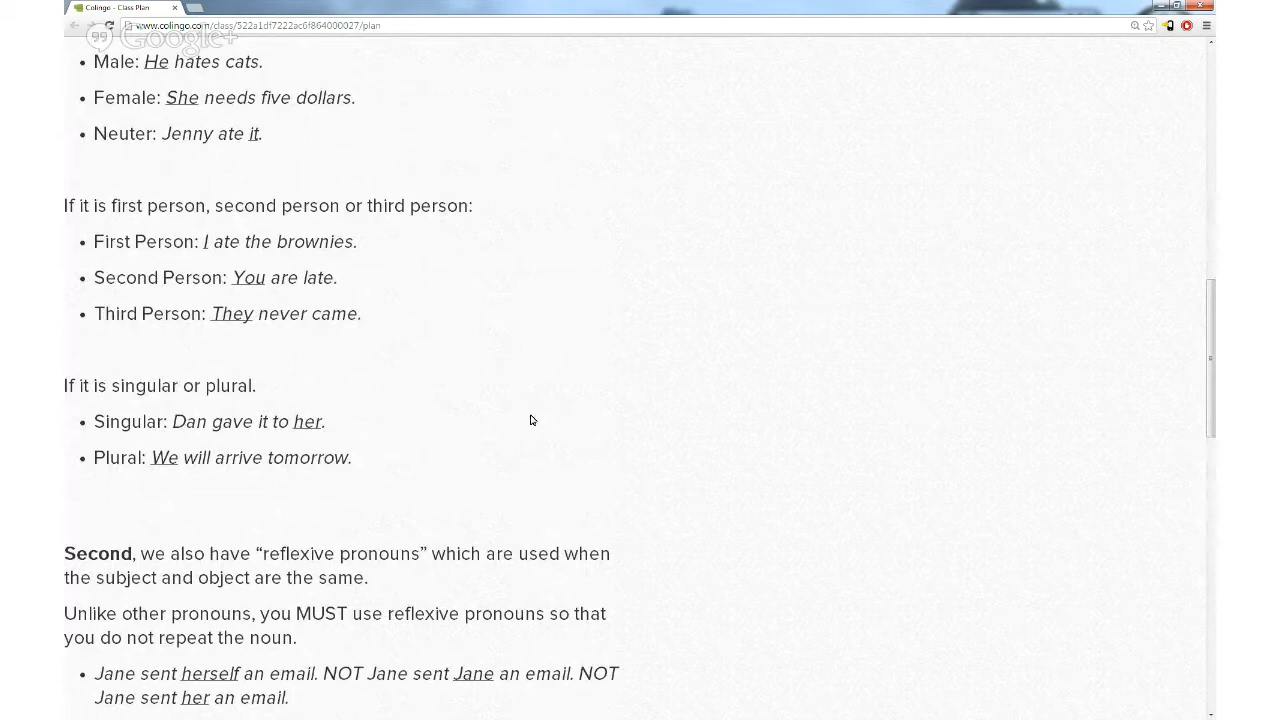 Colingo - Class Plan
www.colingo.com/class/522a1df7222ac6f864000027/plan
Google+
Male: He hates cats.
Female: She needs five dollars.
Neuter: Jenny ate it.
If it is first person, second person or third person:
First Person: I ate the brownies.
Second Person: You are late.
Third Person: They never came.
If it is singular or plural.
Singular: Dan gave it to her.
Plural: We will arrive tomorrow.
Second, we also have “reflexive pronouns” which are used when
the subject and object are the same.
Unlike other pronouns, you MUST use reflexive pronouns so that
you do not repeat the noun.
Jane sent herself an email. NOT Jane sent Jane an email. NOT
Jane sent her an email.